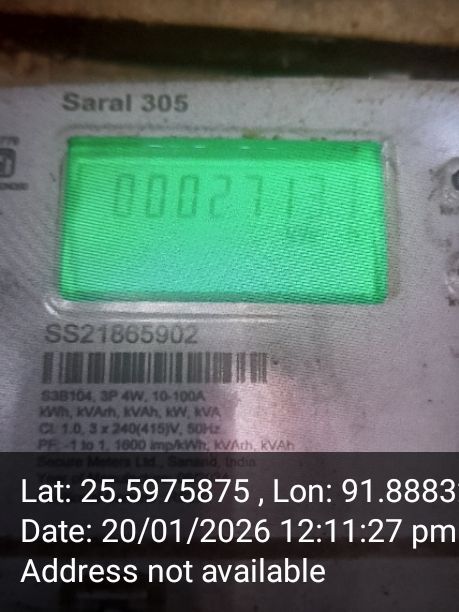 Saral 305
SS21865902
S3B104, 3P 4W, 10-100A
kWh, kVArh, kVAh, kW, kVA
Cl. 1.0, 3 x 240(415)V, 50Hz
PF: -1 to 1, 1600 imp/kWh, kVArh, kVAh
Secure Meters Ltd., Sanand, India
Lat: 25.5975875 , Lon: 91.8883
Date: 20/01/2026 12:11:27 pm
Address not available